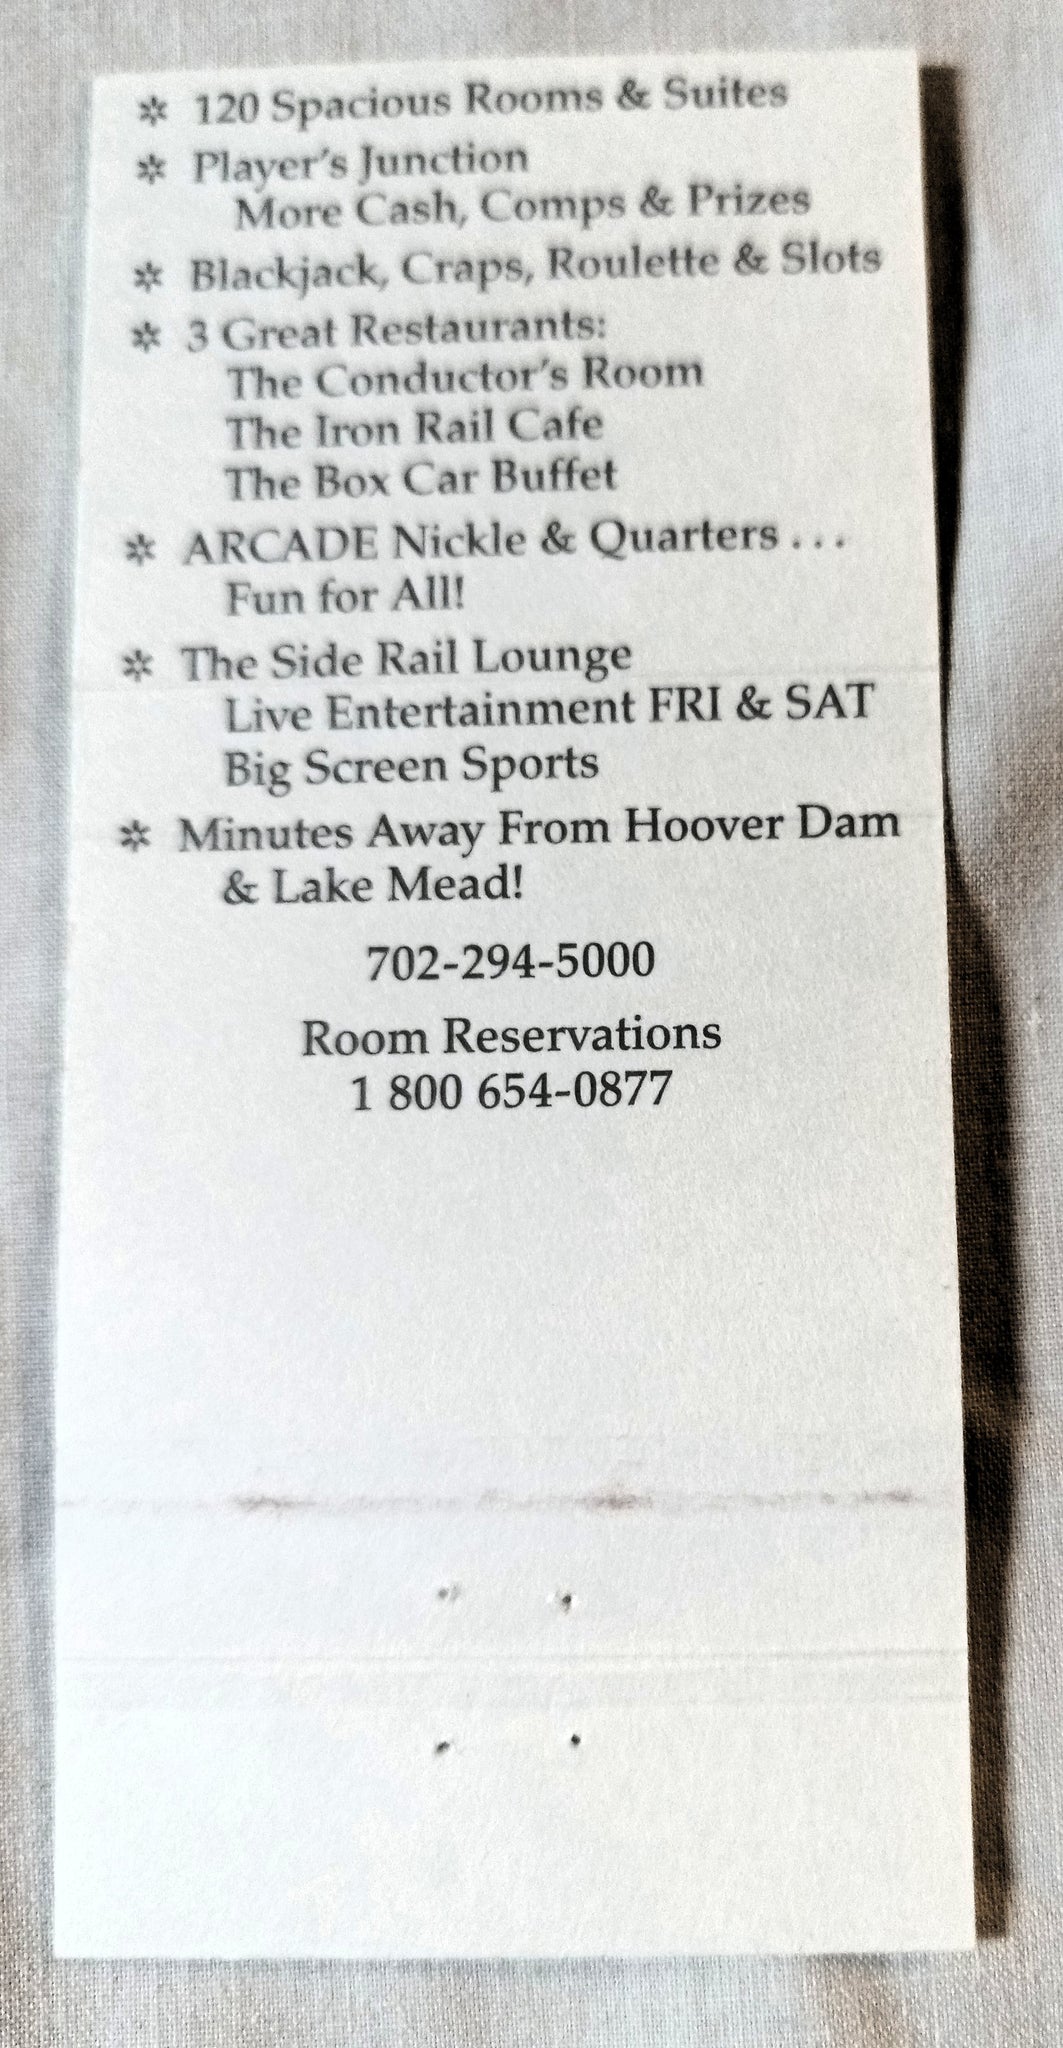 ✲ 120 Spacious Rooms & Suites
✲ Player's Junction
More Cash, Comps & Prizes
✲ Blackjack, Craps, Roulette & Slots
✲ 3 Great Restaurants:
The Conductor's Room
The Iron Rail Cafe
The Box Car Buffet
✲ ARCADE Nickle & Quarters . . .
Fun for All!
✲ The Side Rail Lounge
Live Entertainment FRI & SAT
Big Screen Sports
✲ Minutes Away From Hoover Dam
& Lake Mead!
702-294-5000
Room Reservations
1 800 654-0877